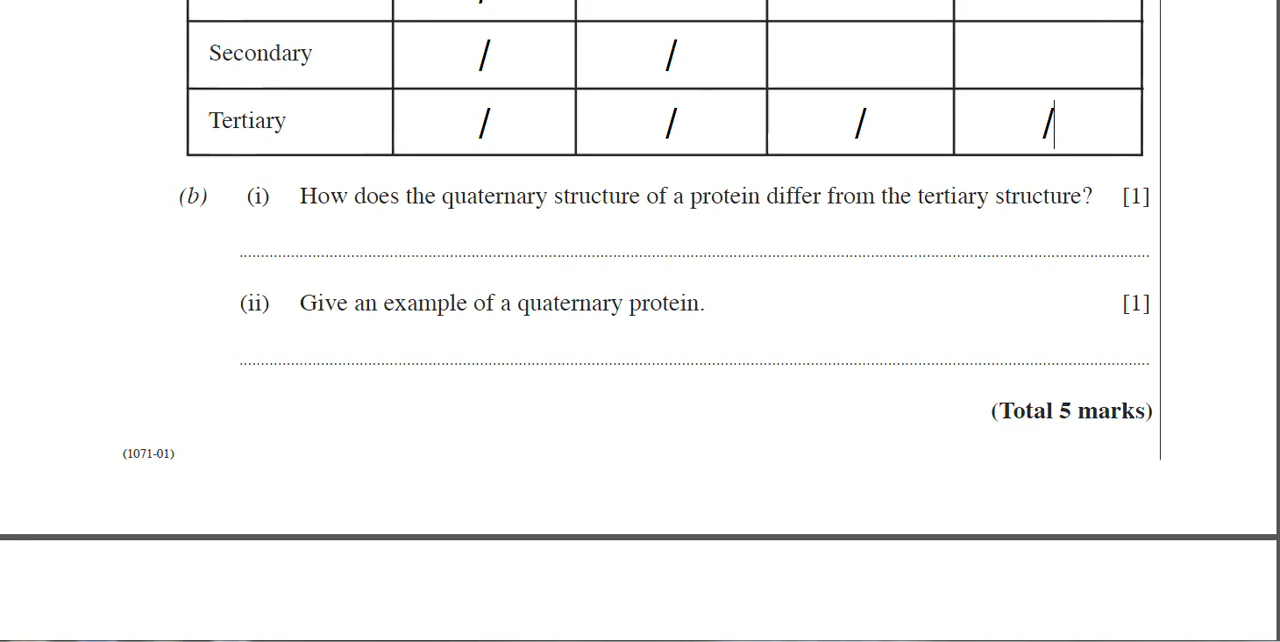 Secondary / /
Tertiary / / / /
(b) (i) How does the quaternary structure of a protein differ from the tertiary structure? [1]
(ii) Give an example of a quaternary protein. [1]
(Total 5 marks)
(1071-01)